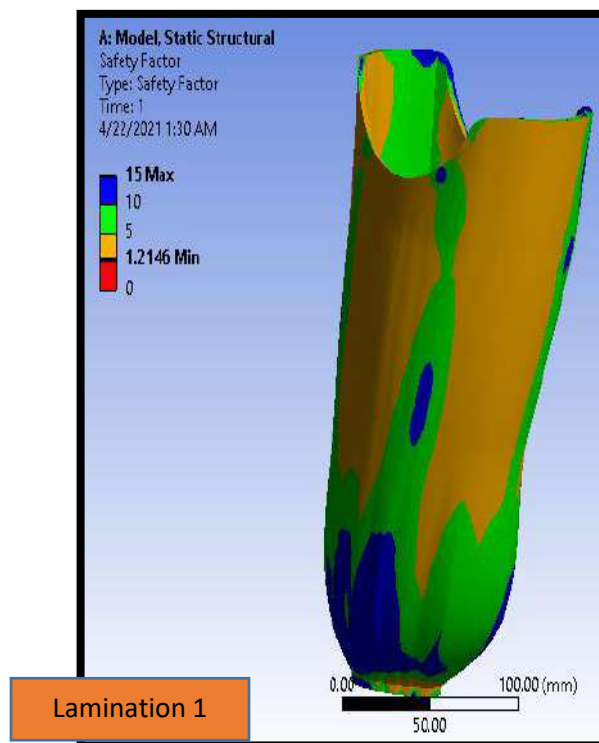 A: Model, Static Structural
Safety Factor
Type: Safety Factor
Time: 1
4/22/2021 1:30 AM
15 Max
10
5
1.2146 Min
0
0.00
100.00 (mm)
50.00
Lamination 1